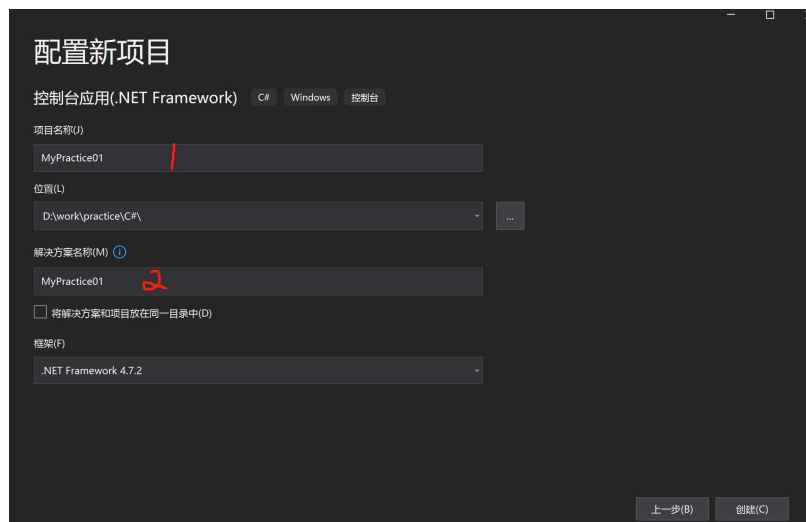 配置新项目
控制台应用(.NET Framework) C# Windows 控制台
项目名称(J)
MyPractice01 1
位置(L)
D:\work\practice\C#\ ...
解决方案名称(M)
MyPractice01 2
将解决方案和项目放在同一目录中(D)
框架(F)
.NET Framework 4.7.2
上一步(B) 创建(C)